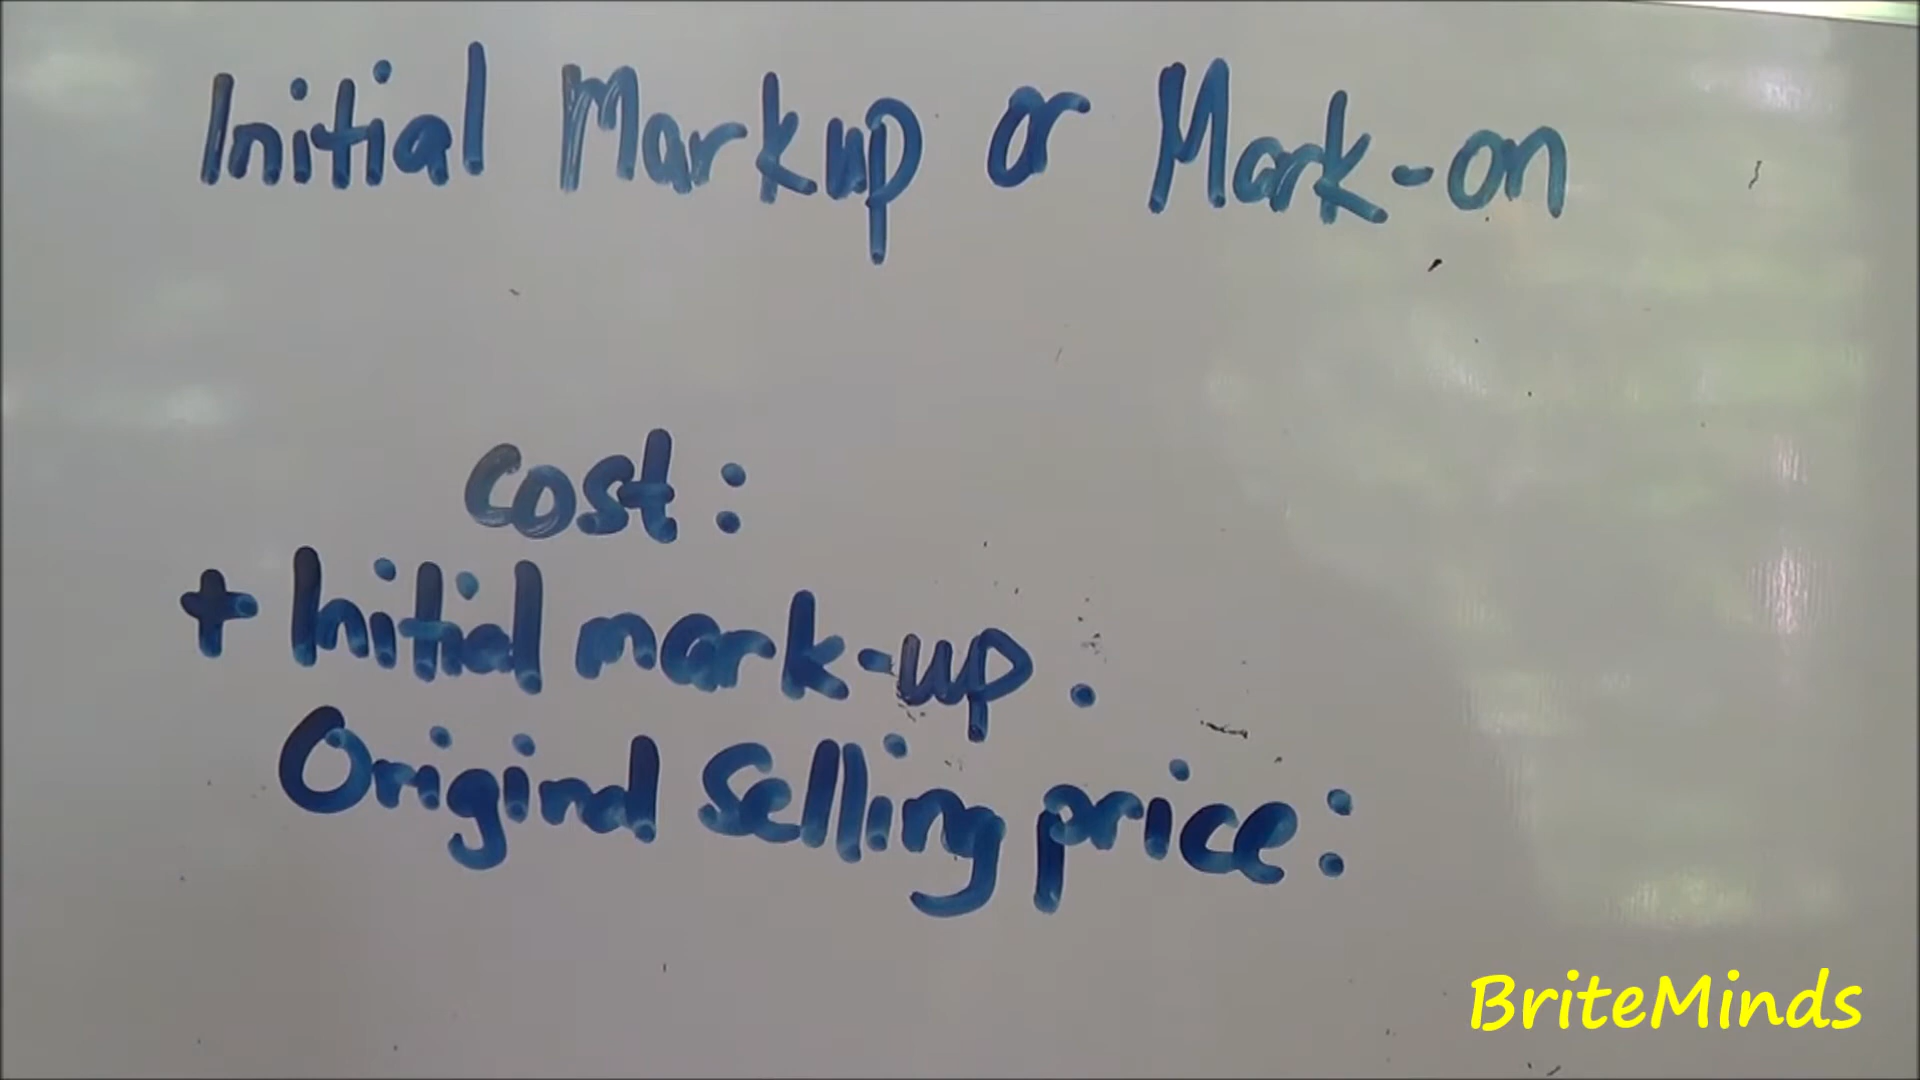 Initial Markup or Mark-on
cost:
+ Initial mark-up:
Original Selling price:
BriteMinds